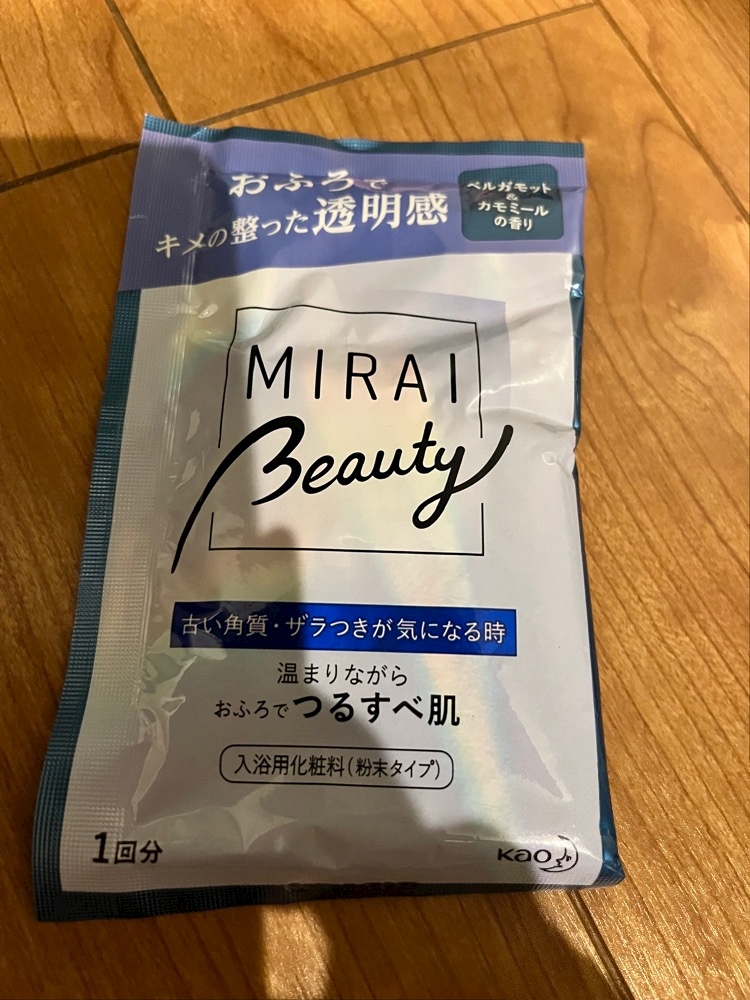 おふろで
キメの整った透明感
ベルガモット
&
カモミール
の香り
MIRAI
Beauty
古い角質・ザラつきが気になる時
温まりながら
おふろでつるすべ肌
入浴用化粧料(粉末タイプ)
1回分
Kao